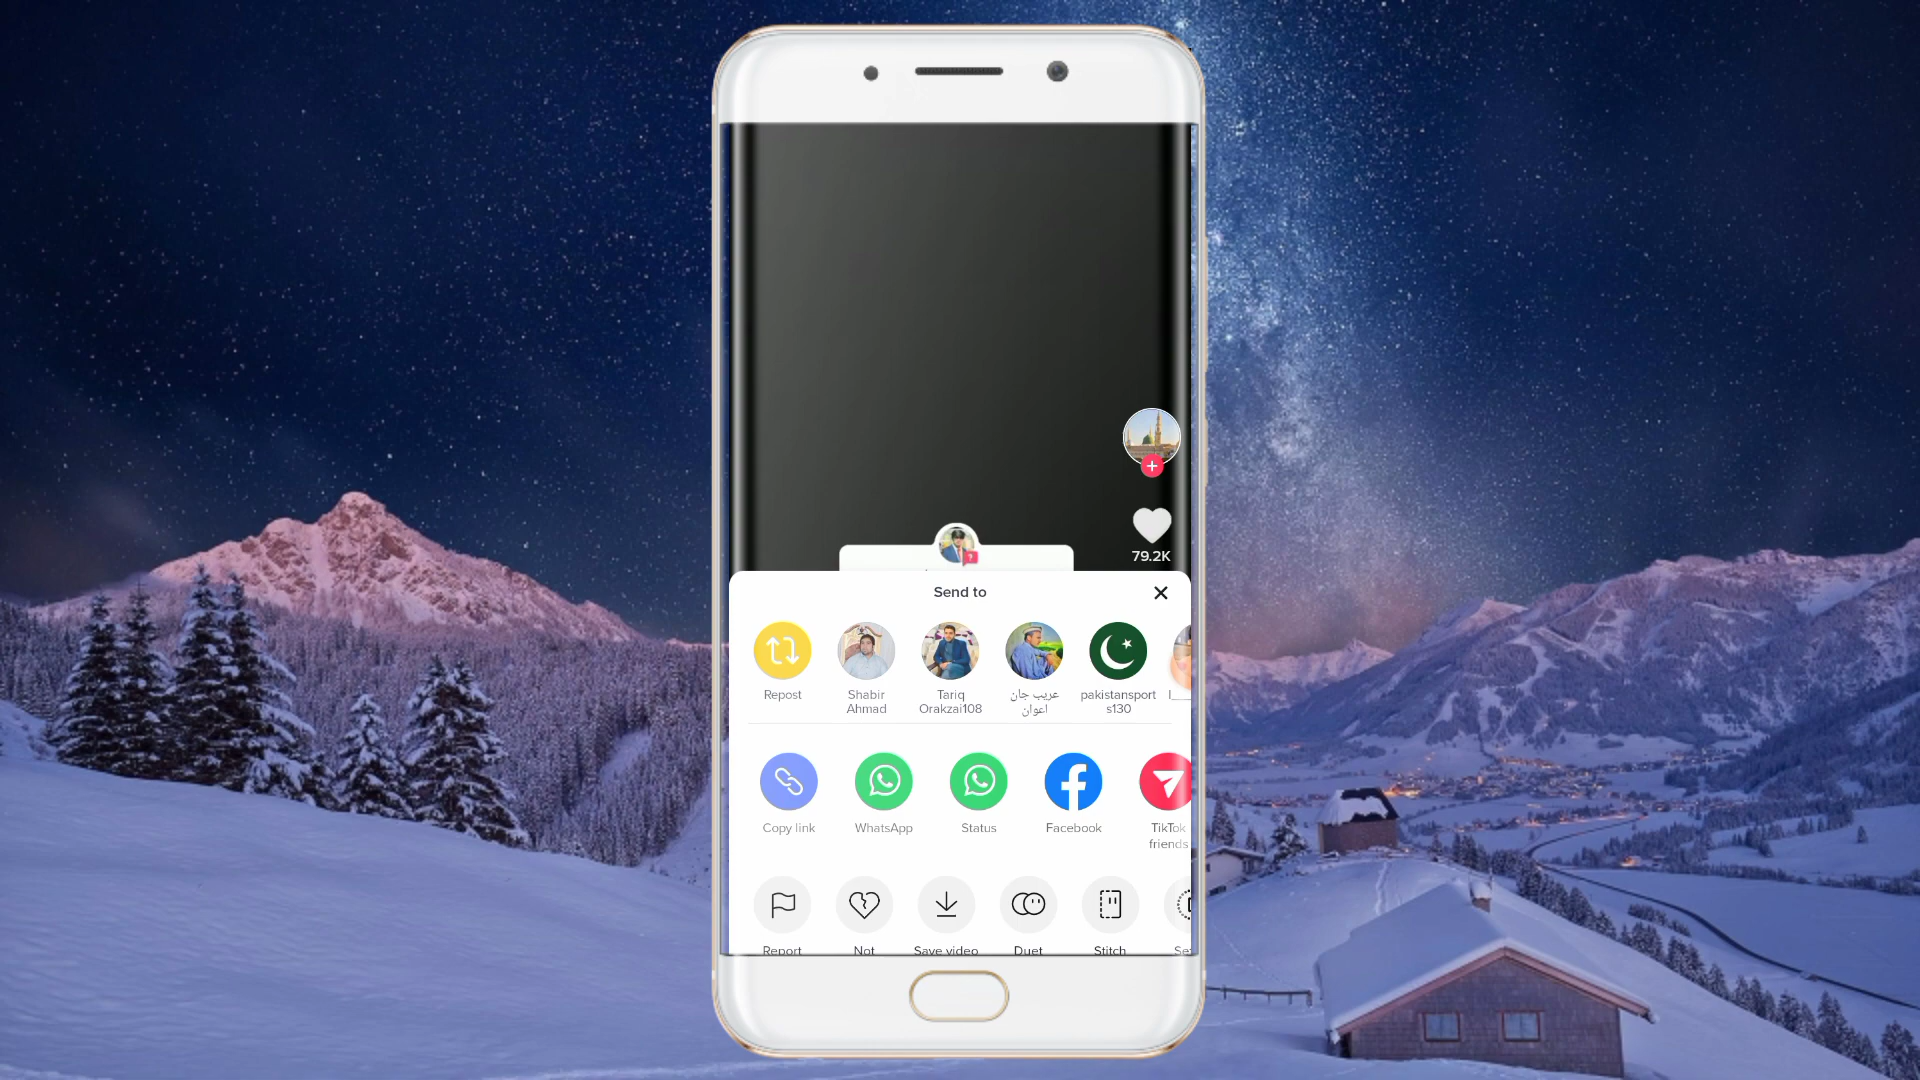 79.2K
Send to
Repost
Shabir
Ahmad
Tariq
Orakzai108
عریب جان
اعوان
pakistansport
s130
Copy link
WhatsApp
Status
Facebook
TikTok
friends
Report
Not
Save video
Duet
Stitch